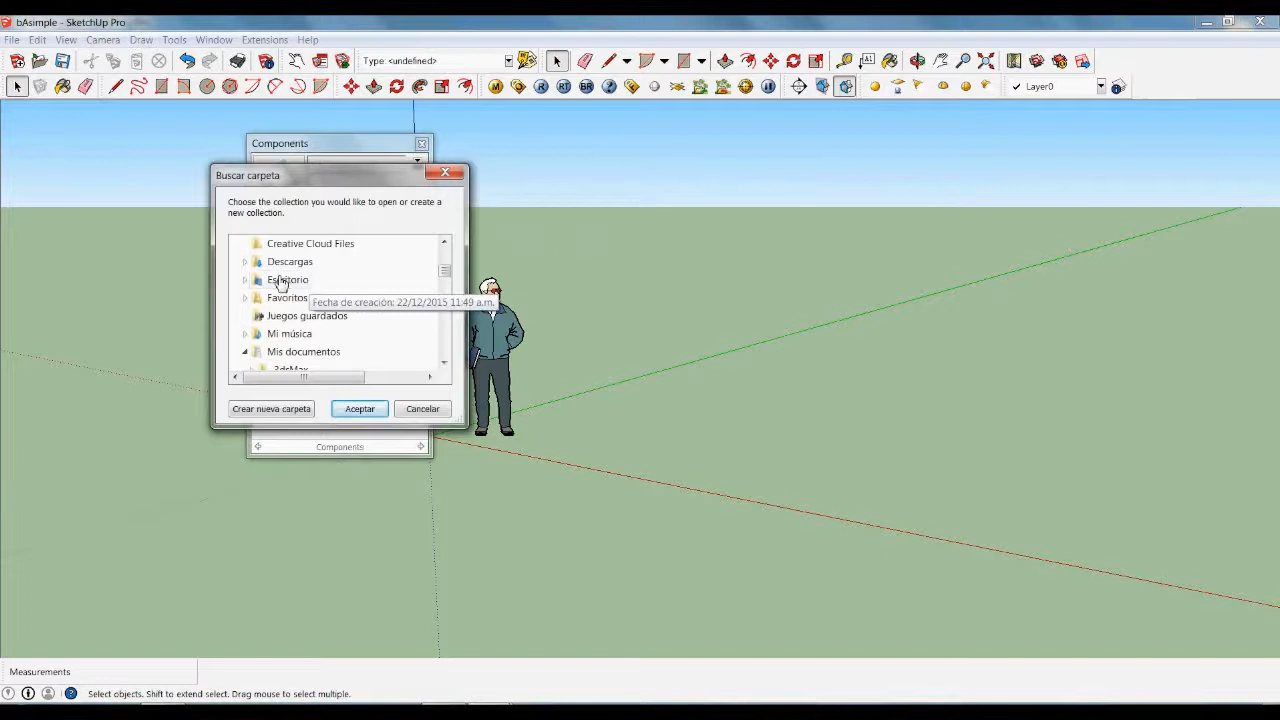 bAsimple - SketchUp Pro
File Edit View Camera Draw Tools Window Extensions Help
Type: <undefined>
Layer0
Components
Buscar carpeta
Choose the collection you would like to open or create a
new collection.
Creative Cloud Files
Descargas
Escritorio
Favoritos
Fecha de creación: 22/12/2015 11:49 a.m.
Juegos guardados
Mi música
Mis documentos
3dsMax
Crear nueva carpeta Aceptar Cancelar
Components
Measurements
Select objects. Shift to extend select. Drag mouse to select multiple.